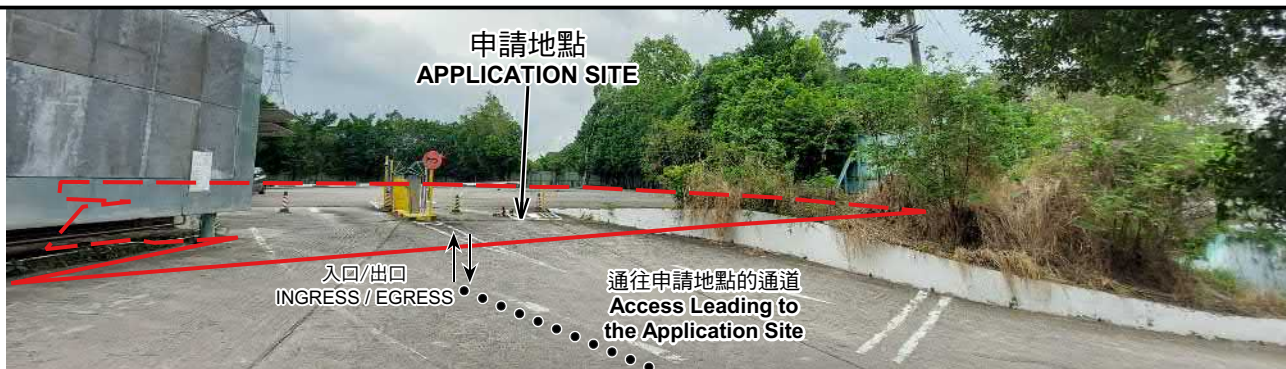 申請地點
APPLICATION SITE
入口/出口
INGRESS / EGRESS
通往申請地點的通道
Access Leading to
the Application Site